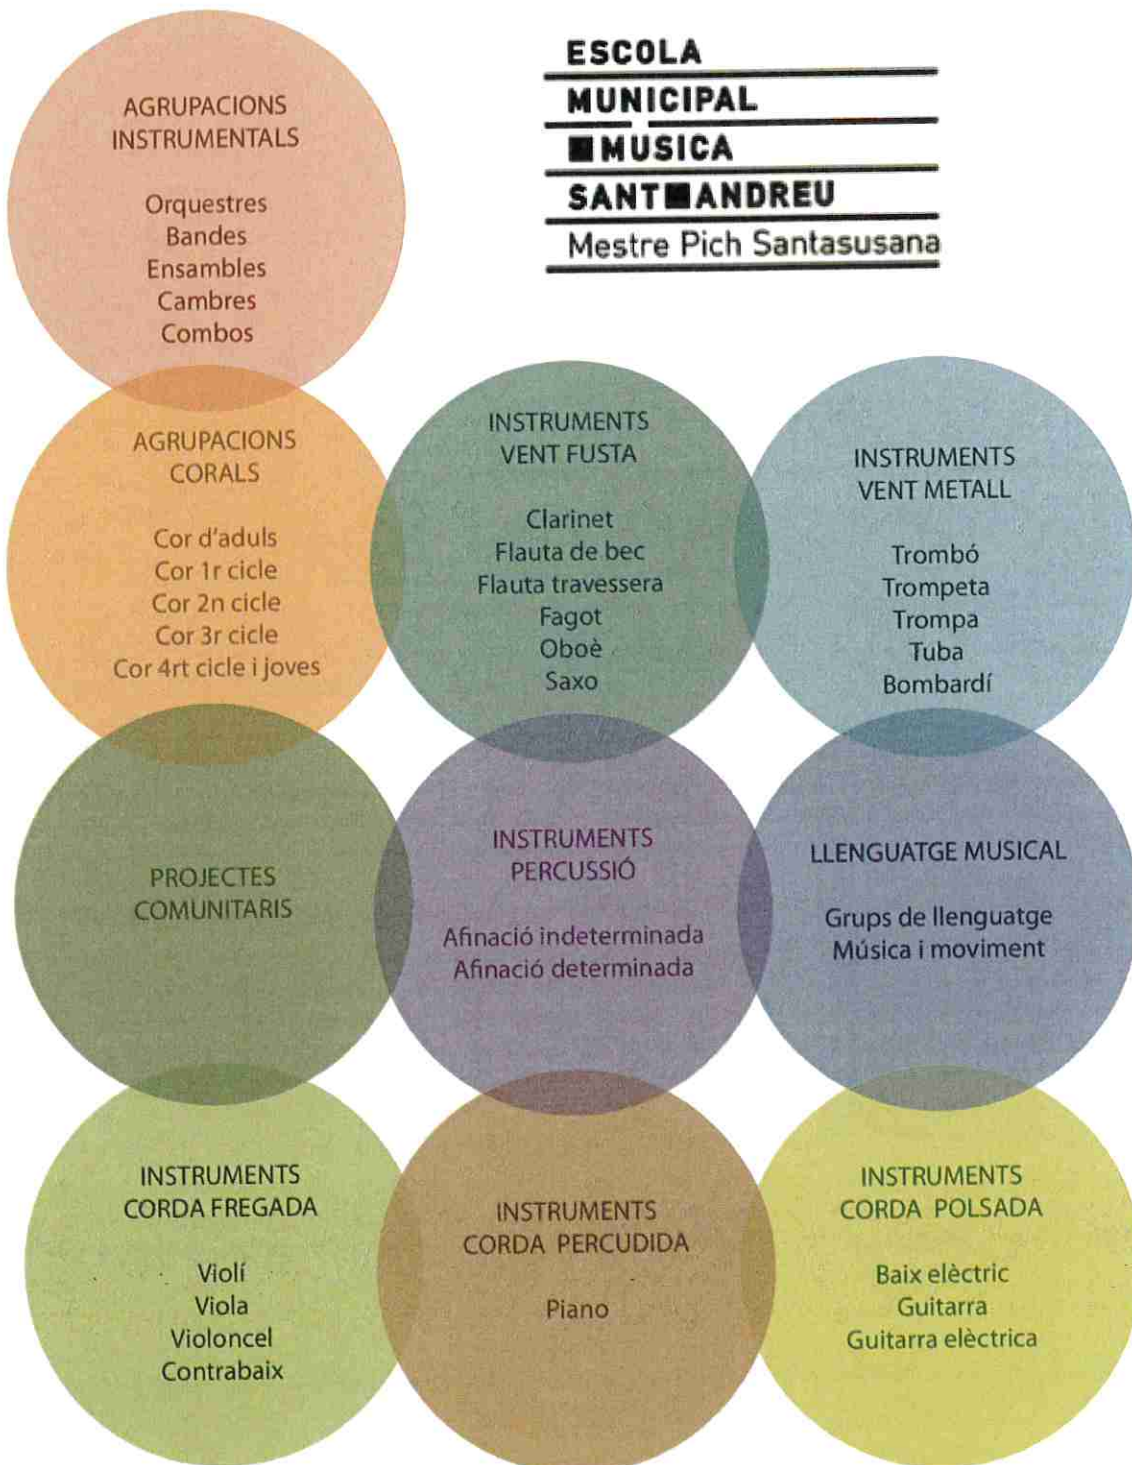 ESCOLA
MUNICIPAL
MÚSICA
SANT ANDREU
Mestre Pich Santasusana
AGRUPACIONS
INSTRUMENTALS
Orquestres
Bandes
Ensambles
Cambres
Combos
AGRUPACIONS
CORALS
Cor d'aduls
Cor 1r cicle
Cor 2n cicle
Cor 3r cicle
Cor 4rt cicle i joves
INSTRUMENTS
VENT FUSTA
Clarinet
Flauta de bec
Flauta travessera
Fagot
Oboè
Saxo
INSTRUMENTS
VENT METALL
Trombó
Trompeta
Trompa
Tuba
Bombardí
PROJECTES
COMUNITARIS
INSTRUMENTS
PERCUSSIÓ
Afinació indeterminada
Afinació determinada
LLENGUATGE MUSICAL
Grups de llenguatge
Música i moviment
INSTRUMENTS
CORDA FREGADA
Violí
Viola
Violoncel
Contrabaix
INSTRUMENTS
CORDA PERCUDIDA
Piano
INSTRUMENTS
CORDA POLSADA
Baix elèctric
Guitarra
Guitarra elèctrica